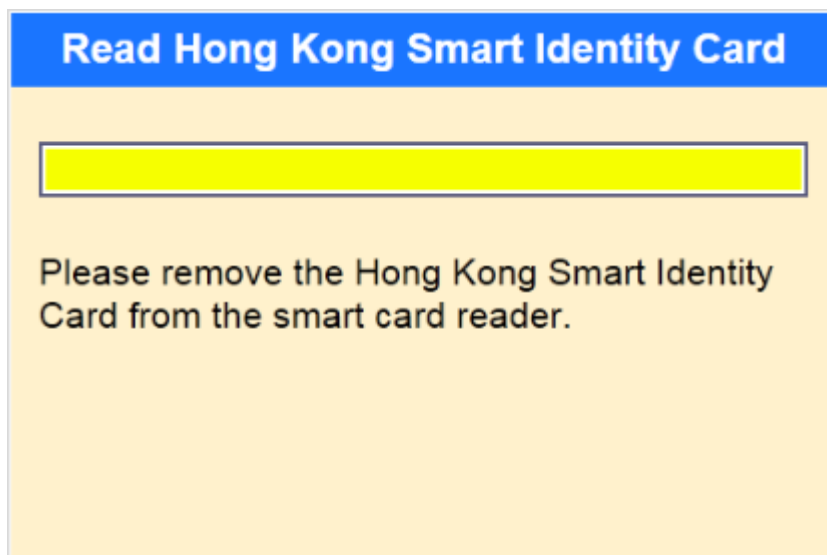 Read Hong Kong Smart Identity Card
Please remove the Hong Kong Smart Identity
Card from the smart card reader.